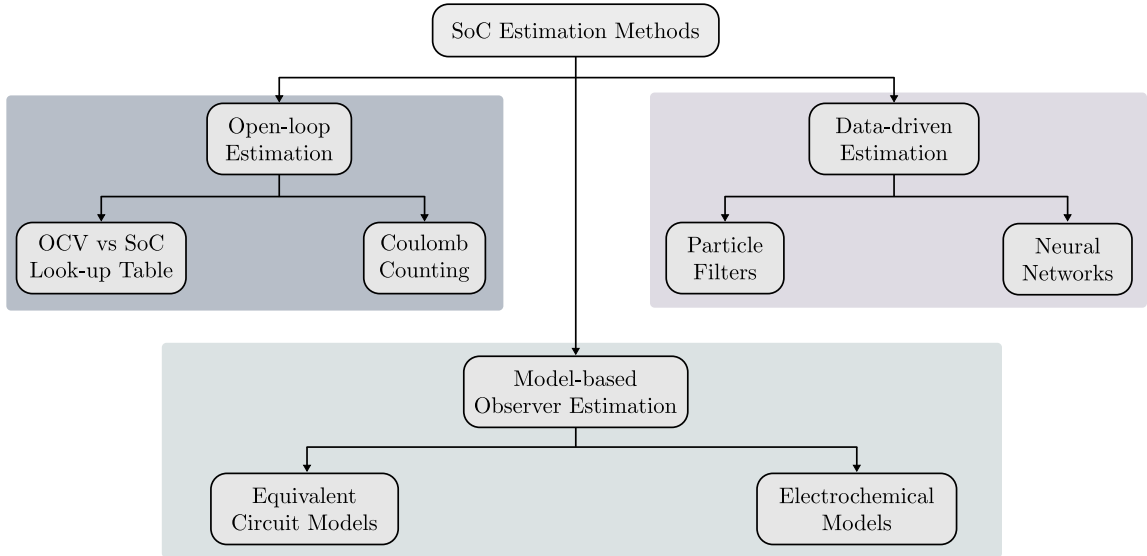 SoC Estimation Methods
Open-loop
Estimation
OCV vs SoC
Look-up Table
Coulomb
Counting
Data-driven
Estimation
Particle
Filters
Neural
Networks
Model-based
Observer Estimation
Equivalent
Circuit Models
Electrochemical
Models